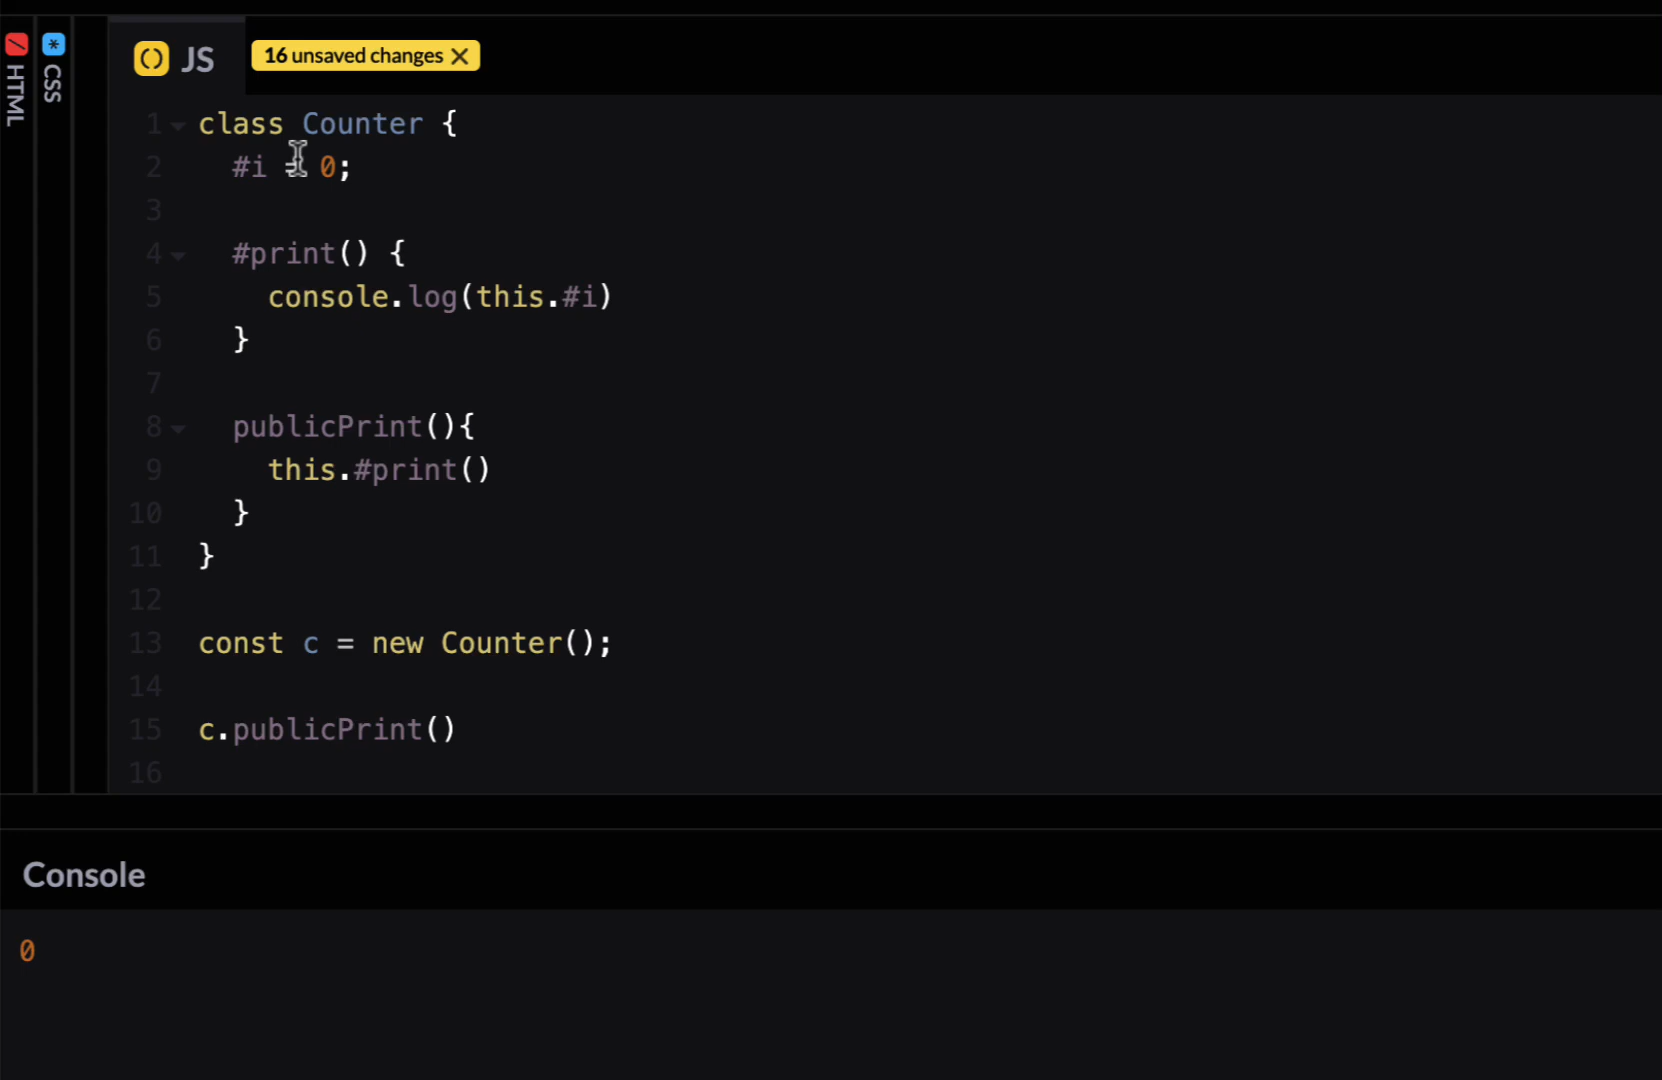 HTML
CSS
JS
16 unsaved changes
1 class Counter {
2 #i = 0;
3
4 #print() {
5 console.log(this.#i)
6 }
7
8 publicPrint(){
9 this.#print()
10 }
11 }
12
13 const c = new Counter();
14
15 c.publicPrint()
16
Console
0